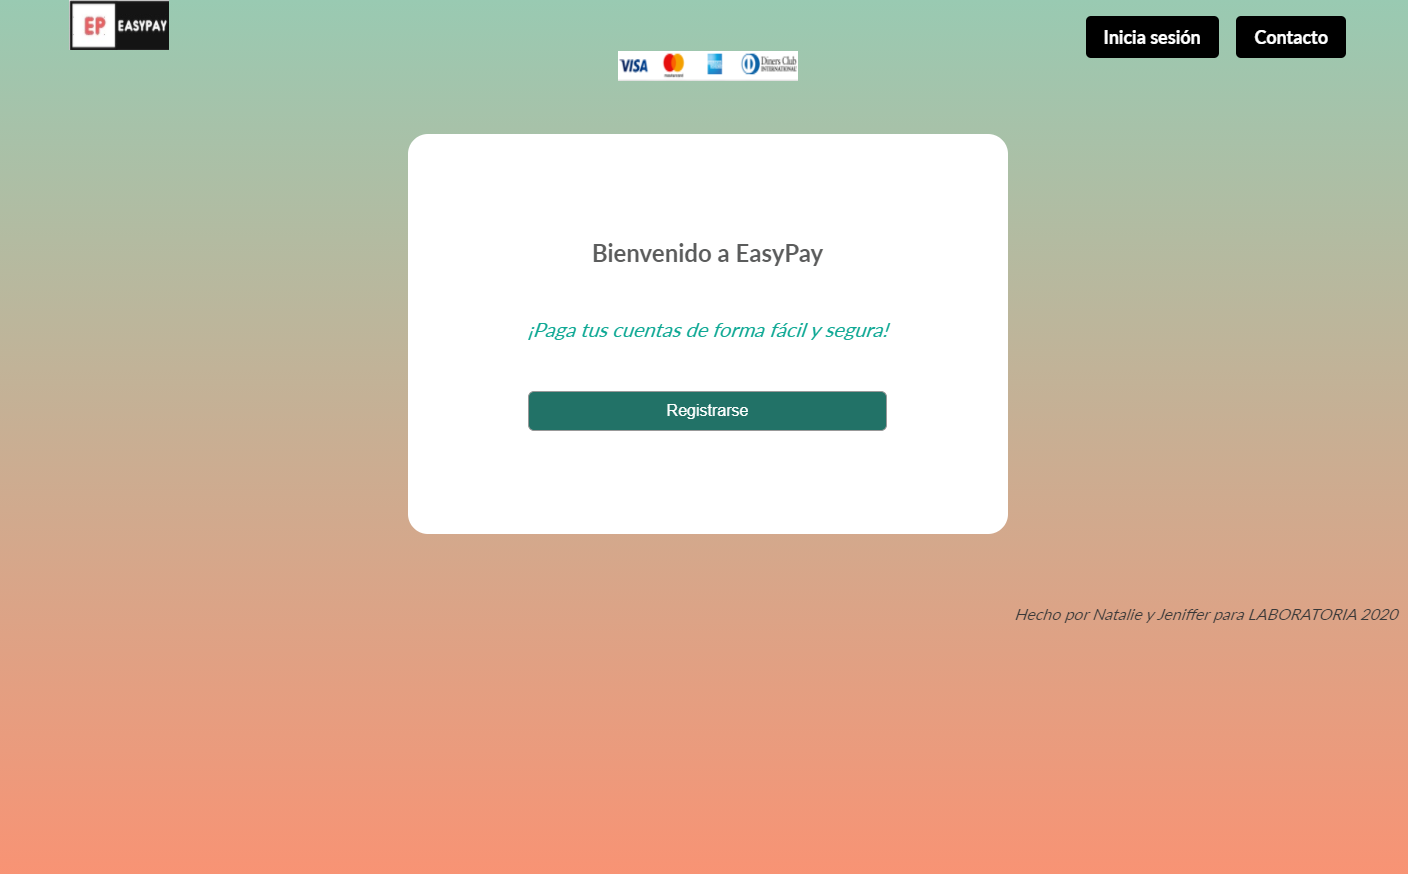 EP EASYPAY
Inicia sesión
Contacto
VISA
mastercard
Diners Club
INTERNATIONAL
Bienvenido a EasyPay
¡Paga tus cuentas de forma fácil y segura!
Registrarse
Hecho por Natalie y Jeniffer para LABORATORIA 2020